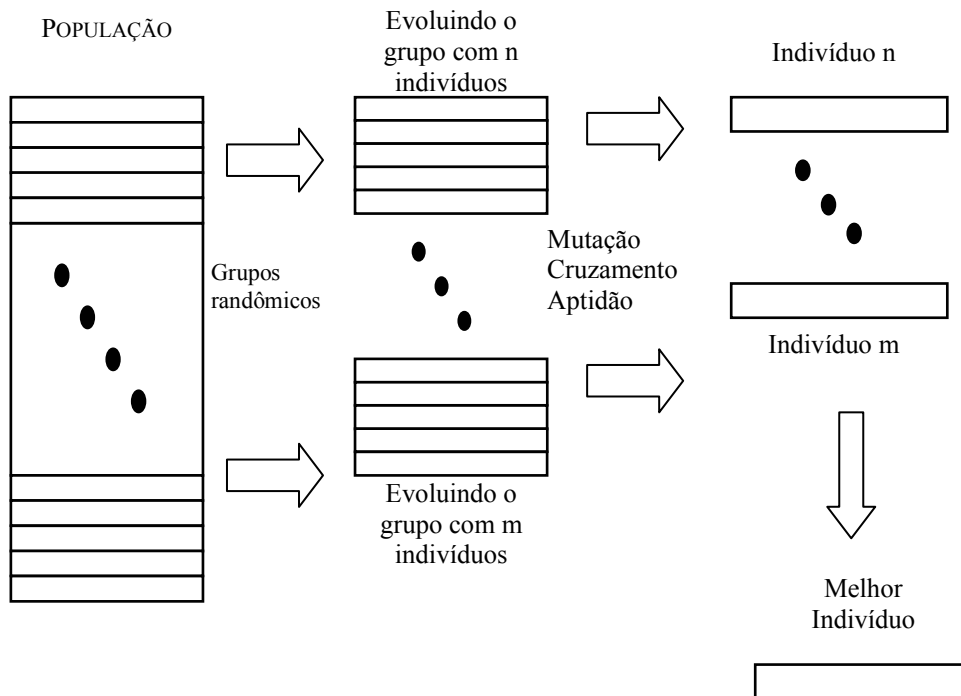 POPULAÇÃO
Evoluindo o
grupo com n
indivíduos
Indivíduo n
Grupos
randômicos
Mutação
Cruzamento
Aptidão
Indivíduo m
Evoluindo o
grupo com m
indivíduos
Melhor
Indivíduo